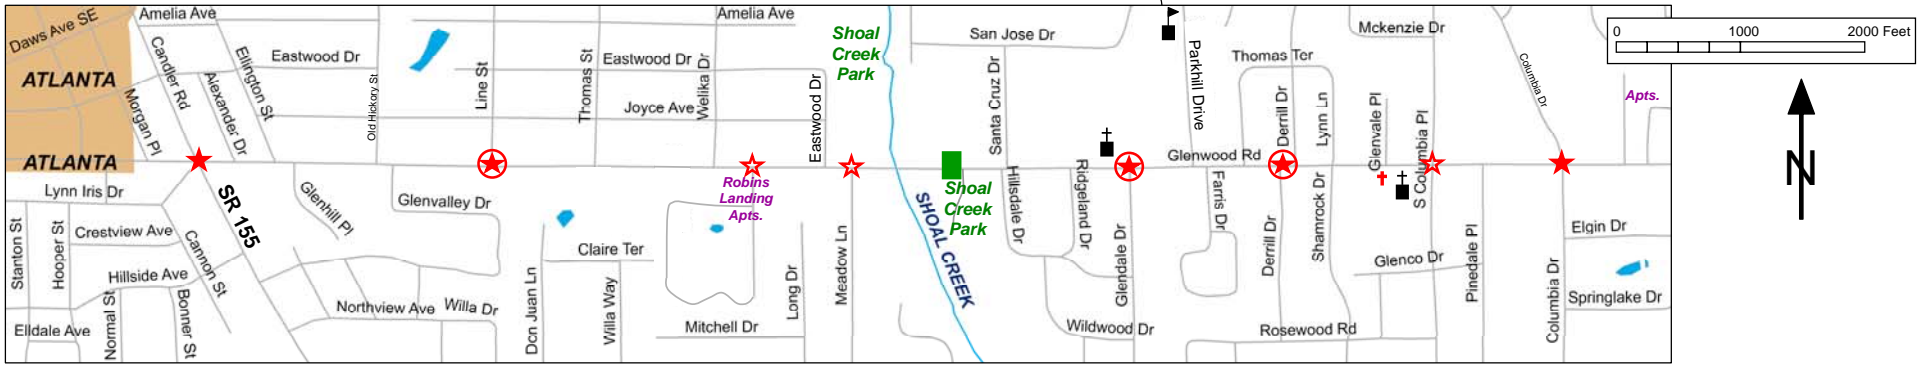 Amelia Ave
Amelia Ave
Daws Ave SE
Candler Rd
Ellington St
Eastwood Dr
Eastwood Dr
Shoal
Creek
Park
San Jose Dr
Mckenzie Dr
0 1000 2000 Feet
Thomas Ter
Columbia Dr
ATLANTA
Morgan Pl
Alexander Dr
Old Hickory St
Line St
Thomas St
Joyce Ave
Welika Dr
Eastwood Dr
Santa Cruz Dr
Parkhill Drive
Derrill Dr
Lynn Ln
Glenvale Pl
S Columbia Pl
Apts.
ATLANTA
Glenwood Rd
N
Lynn Iris Dr
SR 155
Glenhill Pl
Glenvalley Dr
Robins
Landing
Apts.
Shoal
Creek
Park
SHOAL CREEK
Hillsdale Dr
Ridgeland Dr
Farris Dr
Shamrock Dr
Stanton St
Hooper St
Crestview Ave
Cannon St
Claire Ter
Meadow Ln
Glendale Dr
Derrill Dr
Glenco Dr
Pinedale Pl
Elgin Dr
Hillside Ave
Normal St
Bonner St
Northview Ave
Willa Dr
Don Juan Ln
Willa Way
Long Dr
Mitchell Dr
Wildwood Dr
Rosewood Rd
Columbia Dr
Springlake Dr
Elldale Ave